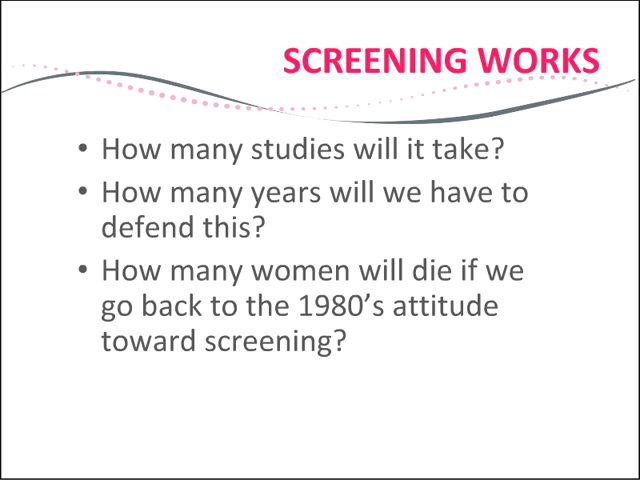 SCREENING WORKS
• How many studies will it take?
• How many years will we have to
defend this?
• How many women will die if we
go back to the 1980’s attitude
toward screening?